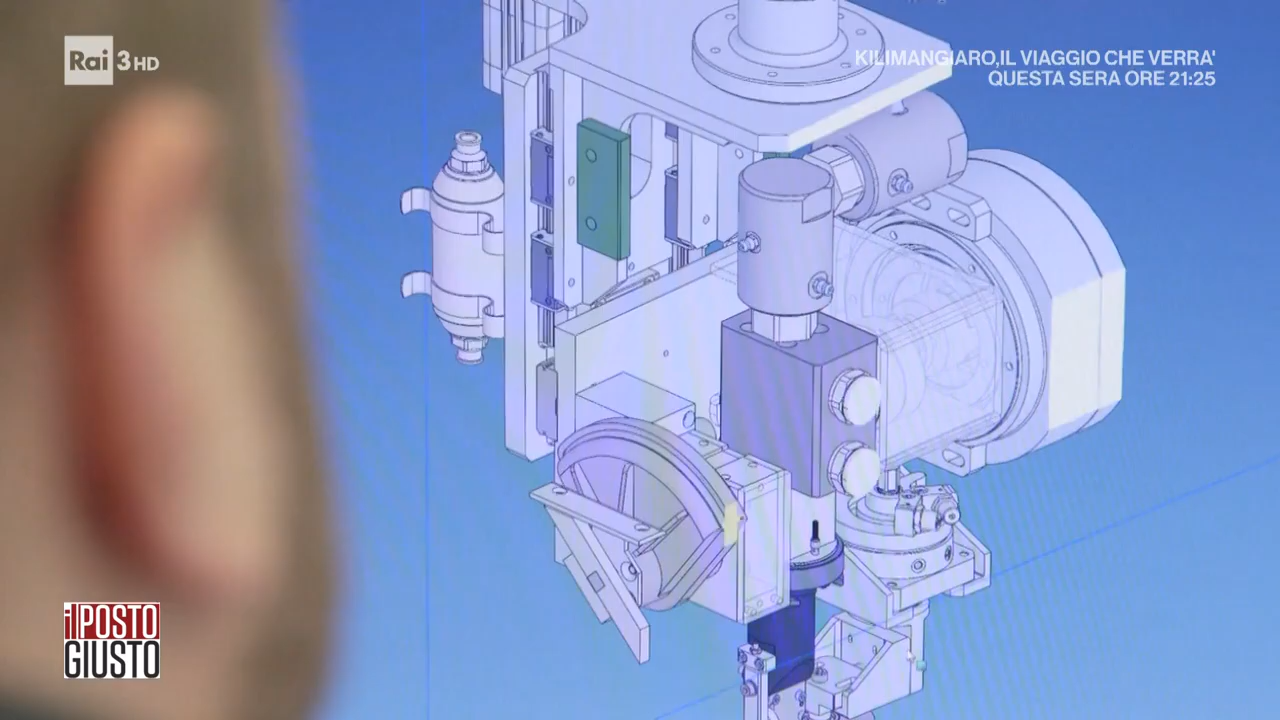 Rai 3HD
KILIMANGIARO,IL VIAGGIO CHE VERRA'
QUESTA SERA ORE 21:25
il POSTO
GIUSTO